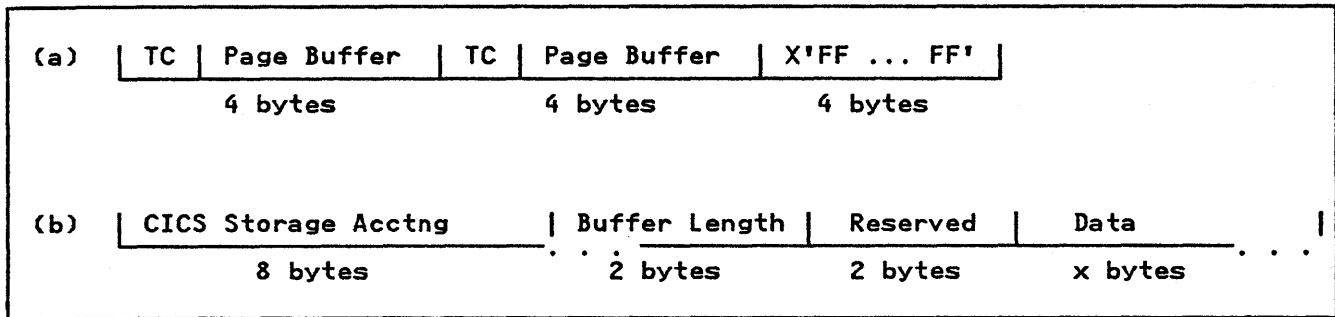 (a) | TC | Page Buffer | TC | Page Buffer | X'FF ... FF' |
4 bytes 4 bytes 4 bytes
(b) | CICS Storage Acctng | Buffer Length | Reserved | Data |
8 bytes . . . 2 bytes 2 bytes x bytes . . .